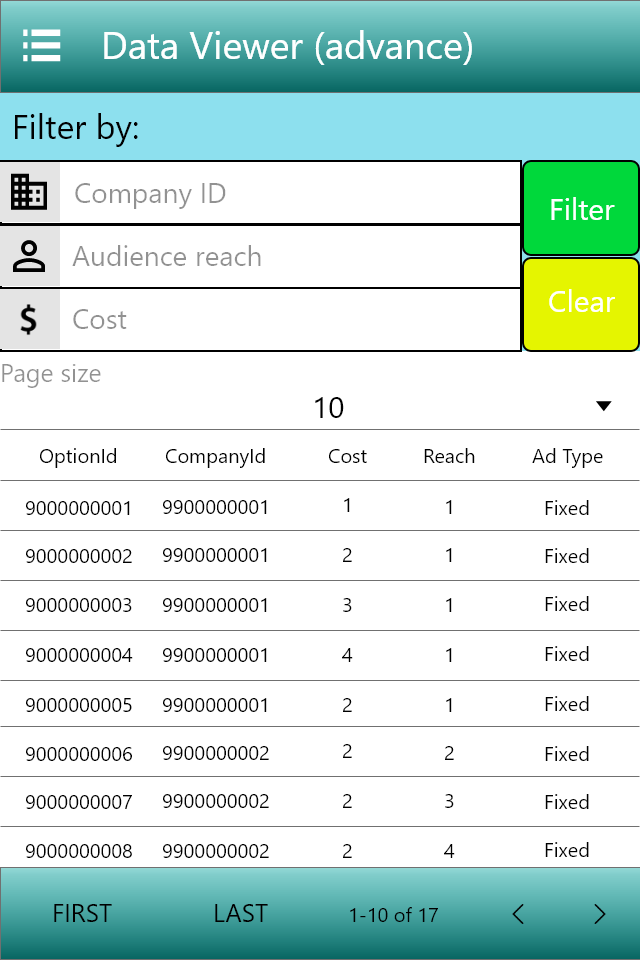 Data Viewer (advance)
Filter by:
Company ID
Filter
Audience reach
Clear
$ Cost
Page size
10
OptionId CompanyId Cost Reach Ad Type
9000000001 9900000001 1 1 Fixed
9000000002 9900000001 2 1 Fixed
9000000003 9900000001 3 1 Fixed
9000000004 9900000001 4 1 Fixed
9000000005 9900000001 2 1 Fixed
9000000006 9900000002 2 2 Fixed
9000000007 9900000002 2 3 Fixed
9000000008 9900000002 2 4 Fixed
FIRST LAST 1-10 of 17 < >